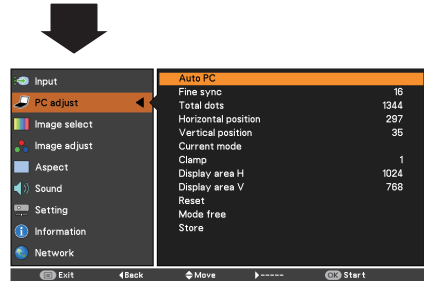 Input
PC adjust
Image select
Image adjust
Aspect
Sound
Setting
Information
Network
Auto PC
Fine sync 16
Total dots 1344
Horizontal position 297
Vertical position 35
Current mode
Clamp 1
Display area H 1024
Display area V 768
Reset
Mode free
Store
Exit Back Move ----- OK Start